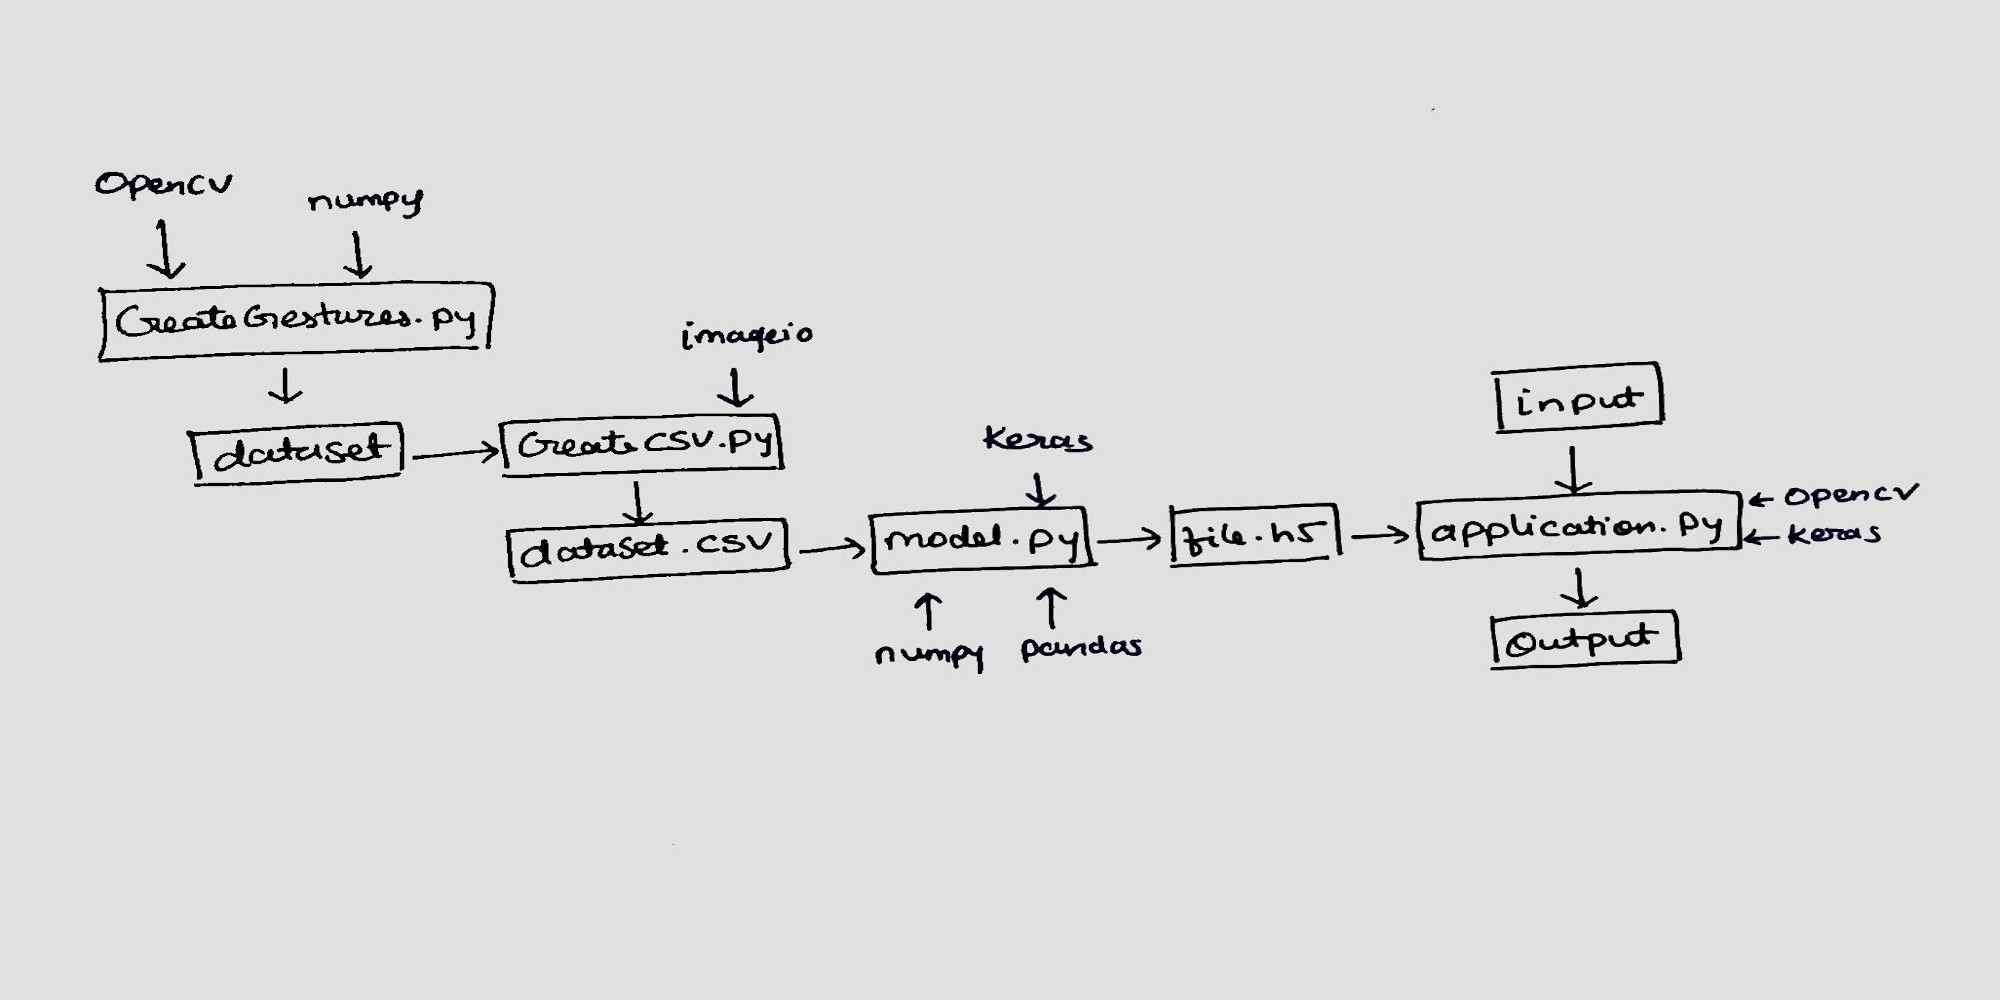 Opencv
numpy
CreateGestures.py
imageio
dataset
CreateCSV.py
Keras
input
dataset.csv
model.py
file.h5
application.py
Opencv
Keras
numpy
pandas
Output